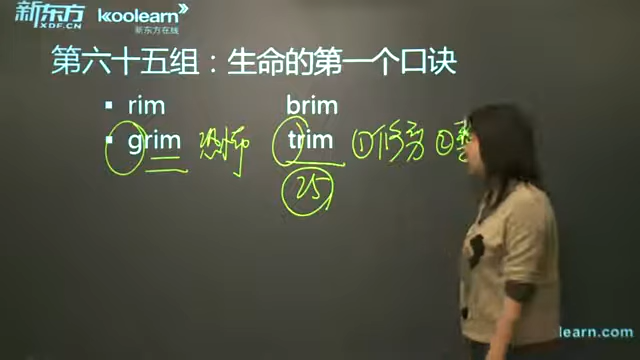 新东方 koolearn
XDF.CN 新东方在线
第六十五组：生命的第一个口诀
▪ rim brim
▪ grim 恐怖 trim ①修剪 ②
25
learn.com